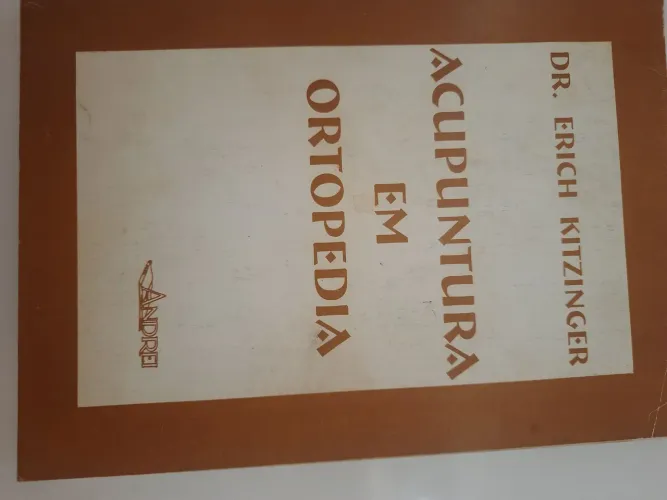 DR. ERICH KITZINGER
ACUPUNTURA
EM
ORTOPEDIA
ANDREI